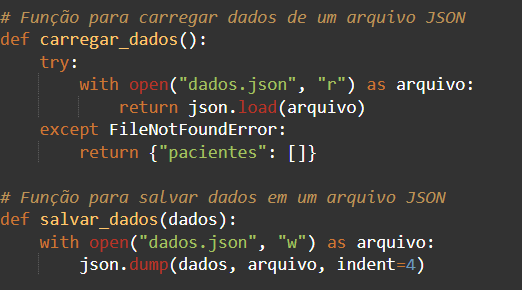 # Função para carregar dados de um arquivo JSON
def carregar_dados():
    try:
        with open("dados.json", "r") as arquivo:
            return json.load(arquivo)
    except FileNotFoundError:
        return {"pacientes": []}

# Função para salvar dados em um arquivo JSON
def salvar_dados(dados):
    with open("dados.json", "w") as arquivo:
        json.dump(dados, arquivo, indent=4)